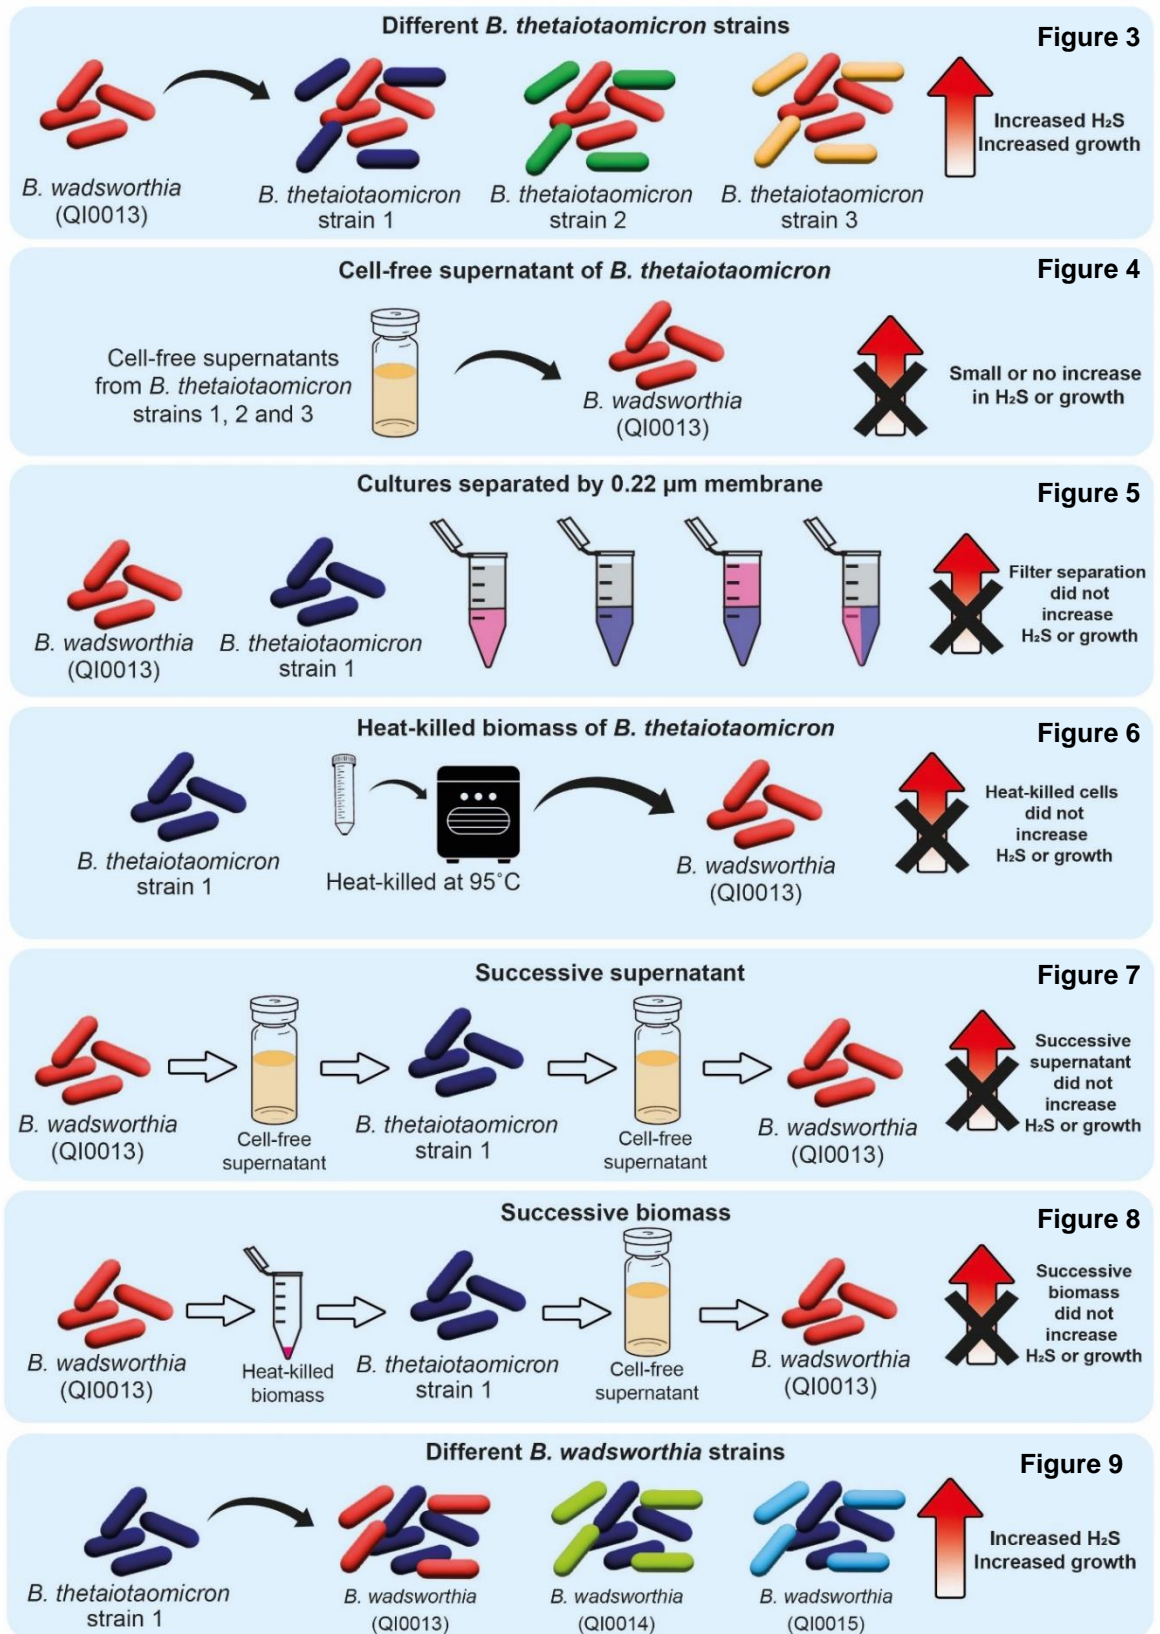 Different B. thetaiotaomicron strains
Figure 3
B. wadsworthia
(QI0013)
B. thetaiotaomicron
strain 1
B. thetaiotaomicron
strain 2
B. thetaiotaomicron
strain 3
Increased H₂S
Increased growth
Cell-free supernatant of B. thetaiotaomicron
Figure 4
Cell-free supernatants
from B. thetaiotaomicron
strains 1, 2 and 3
B. wadsworthia
(QI0013)
Small or no increase
in H₂S or growth
Cultures separated by 0.22 µm membrane
Figure 5
B. wadsworthia
(QI0013)
B. thetaiotaomicron
strain 1
Filter separation
did not
increase
H₂S or growth
Heat-killed biomass of B. thetaiotaomicron
Figure 6
B. thetaiotaomicron
strain 1
Heat-killed at 95˚C
B. wadsworthia
(QI0013)
Heat-killed cells
did not
increase
H₂S or growth
Successive supernatant
Figure 7
B. wadsworthia
(QI0013)
Cell-free
supernatant
B. thetaiotaomicron
strain 1
Cell-free
supernatant
B. wadsworthia
(QI0013)
Successive
supernatant
did not
increase
H₂S or growth
Successive biomass
Figure 8
B. wadsworthia
(QI0013)
Heat-killed
biomass
B. thetaiotaomicron
strain 1
Cell-free
supernatant
B. wadsworthia
(QI0013)
Successive
biomass
did not
increase
H₂S or growth
Different B. wadsworthia strains
Figure 9
B. thetaiotaomicron
strain 1
B. wadsworthia
(QI0013)
B. wadsworthia
(QI0014)
B. wadsworthia
(QI0015)
Increased H₂S
Increased growth